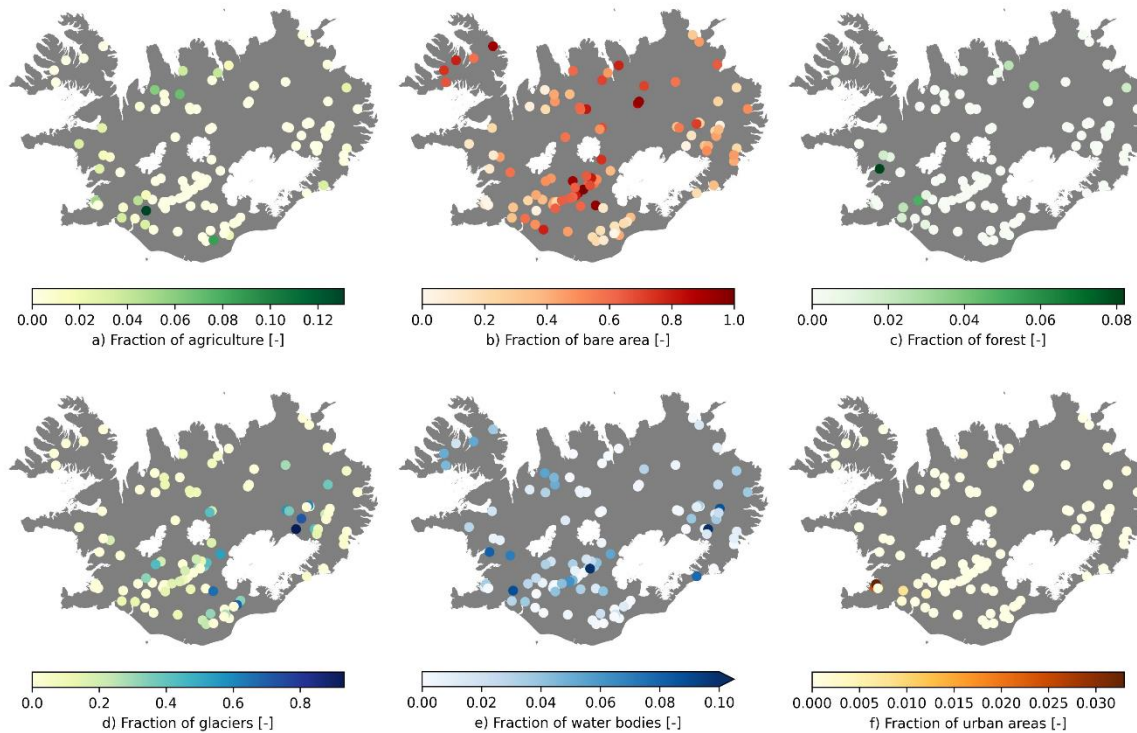 0.00 0.02 0.04 0.06 0.08 0.10 0.12
a) Fraction of agriculture [-]
0.0 0.2 0.4 0.6 0.8 1.0
b) Fraction of bare area [-]
0.00 0.02 0.04 0.06 0.08
c) Fraction of forest [-]
0.0 0.2 0.4 0.6 0.8
d) Fraction of glaciers [-]
0.00 0.02 0.04 0.06 0.08 0.10
e) Fraction of water bodies [-]
0.000 0.005 0.010 0.015 0.020 0.025 0.030
f) Fraction of urban areas [-]